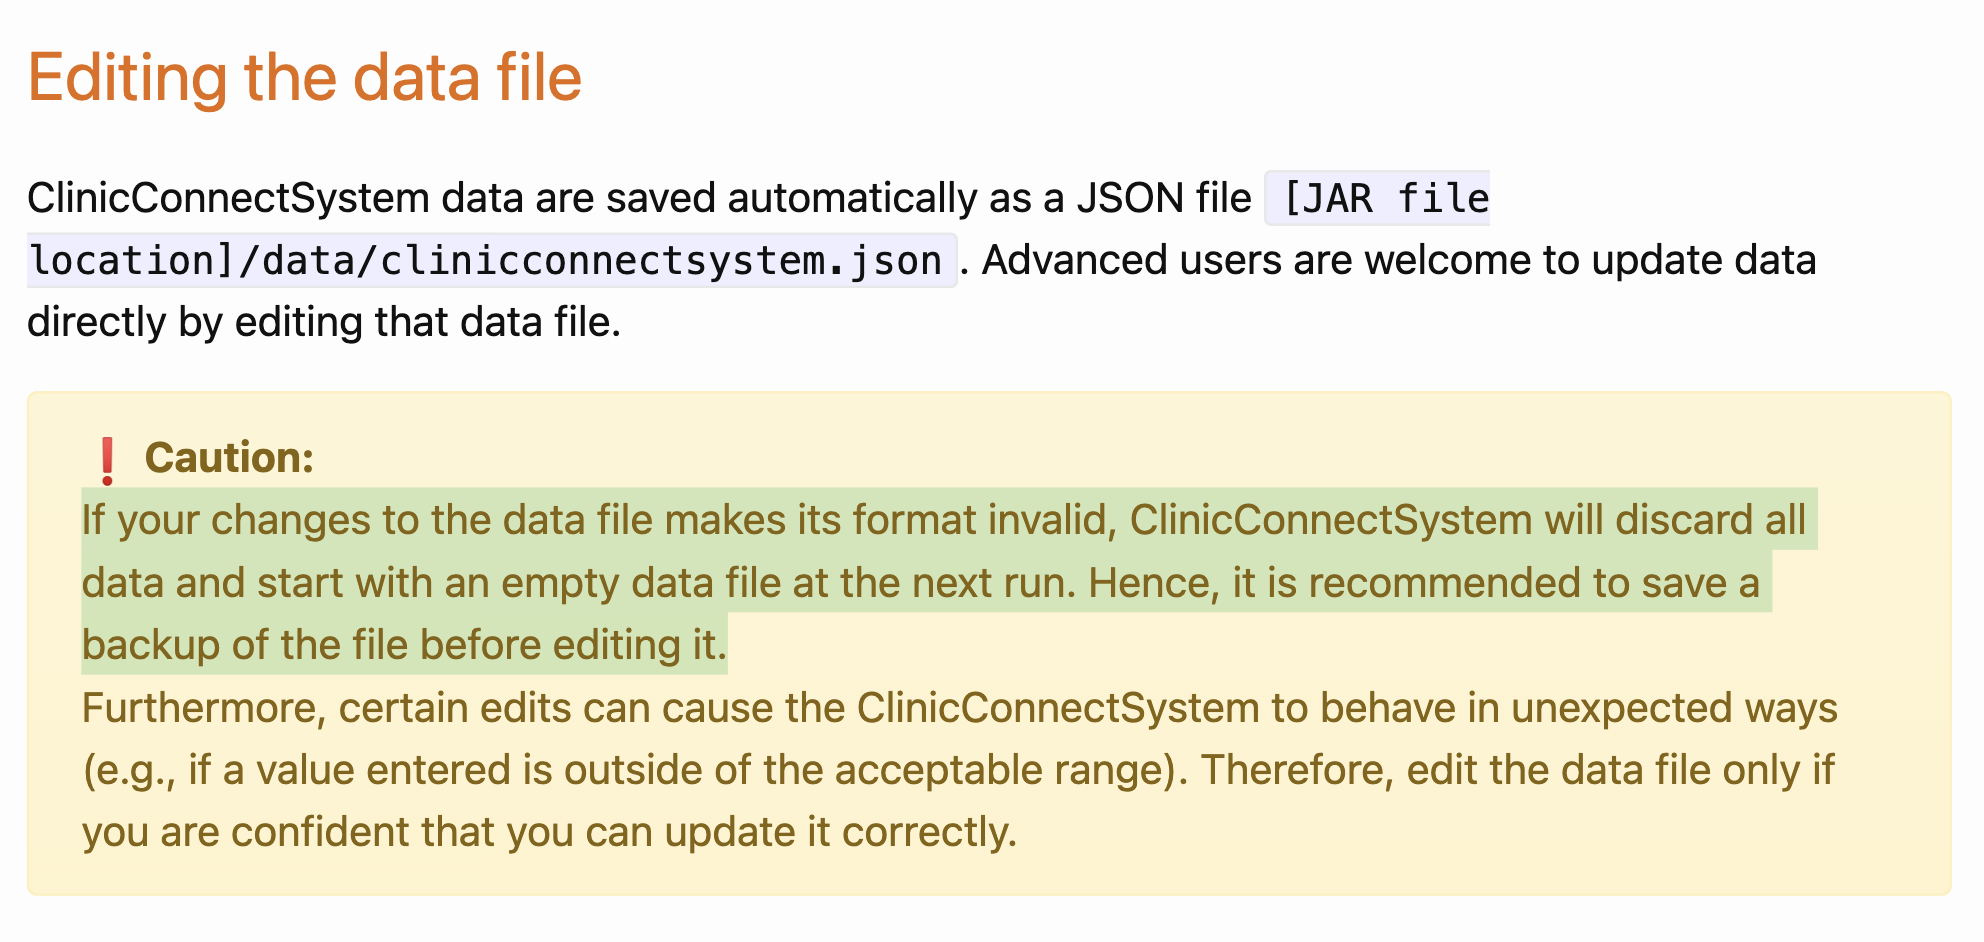 Editing the data file
ClinicConnectSystem data are saved automatically as a JSON file [JAR file
location]/data/clinicconnectsystem.json. Advanced users are welcome to update data
directly by editing that data file.
❗ Caution:
If your changes to the data file makes its format invalid, ClinicConnectSystem will discard all
data and start with an empty data file at the next run. Hence, it is recommended to save a
backup of the file before editing it.
Furthermore, certain edits can cause the ClinicConnectSystem to behave in unexpected ways
(e.g., if a value entered is outside of the acceptable range). Therefore, edit the data file only if
you are confident that you can update it correctly.